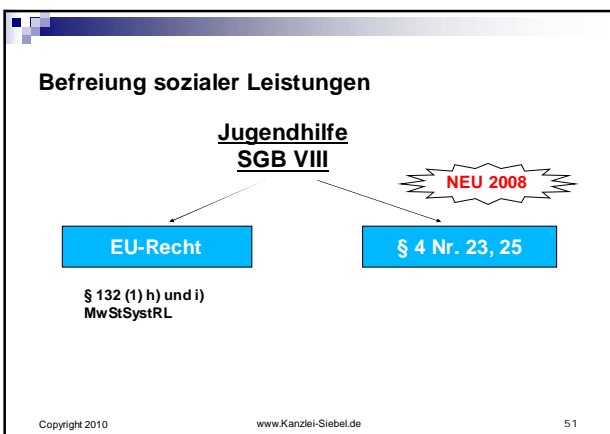 Befreiung sozialer Leistungen
Jugendhilfe
SGB VIII
NEU 2008
EU-Recht
§ 4 Nr. 23, 25
§ 132 (1) h) und i)
MwStSystRL
Copyright 2010
www.Kanzlei-Siebel.de
51